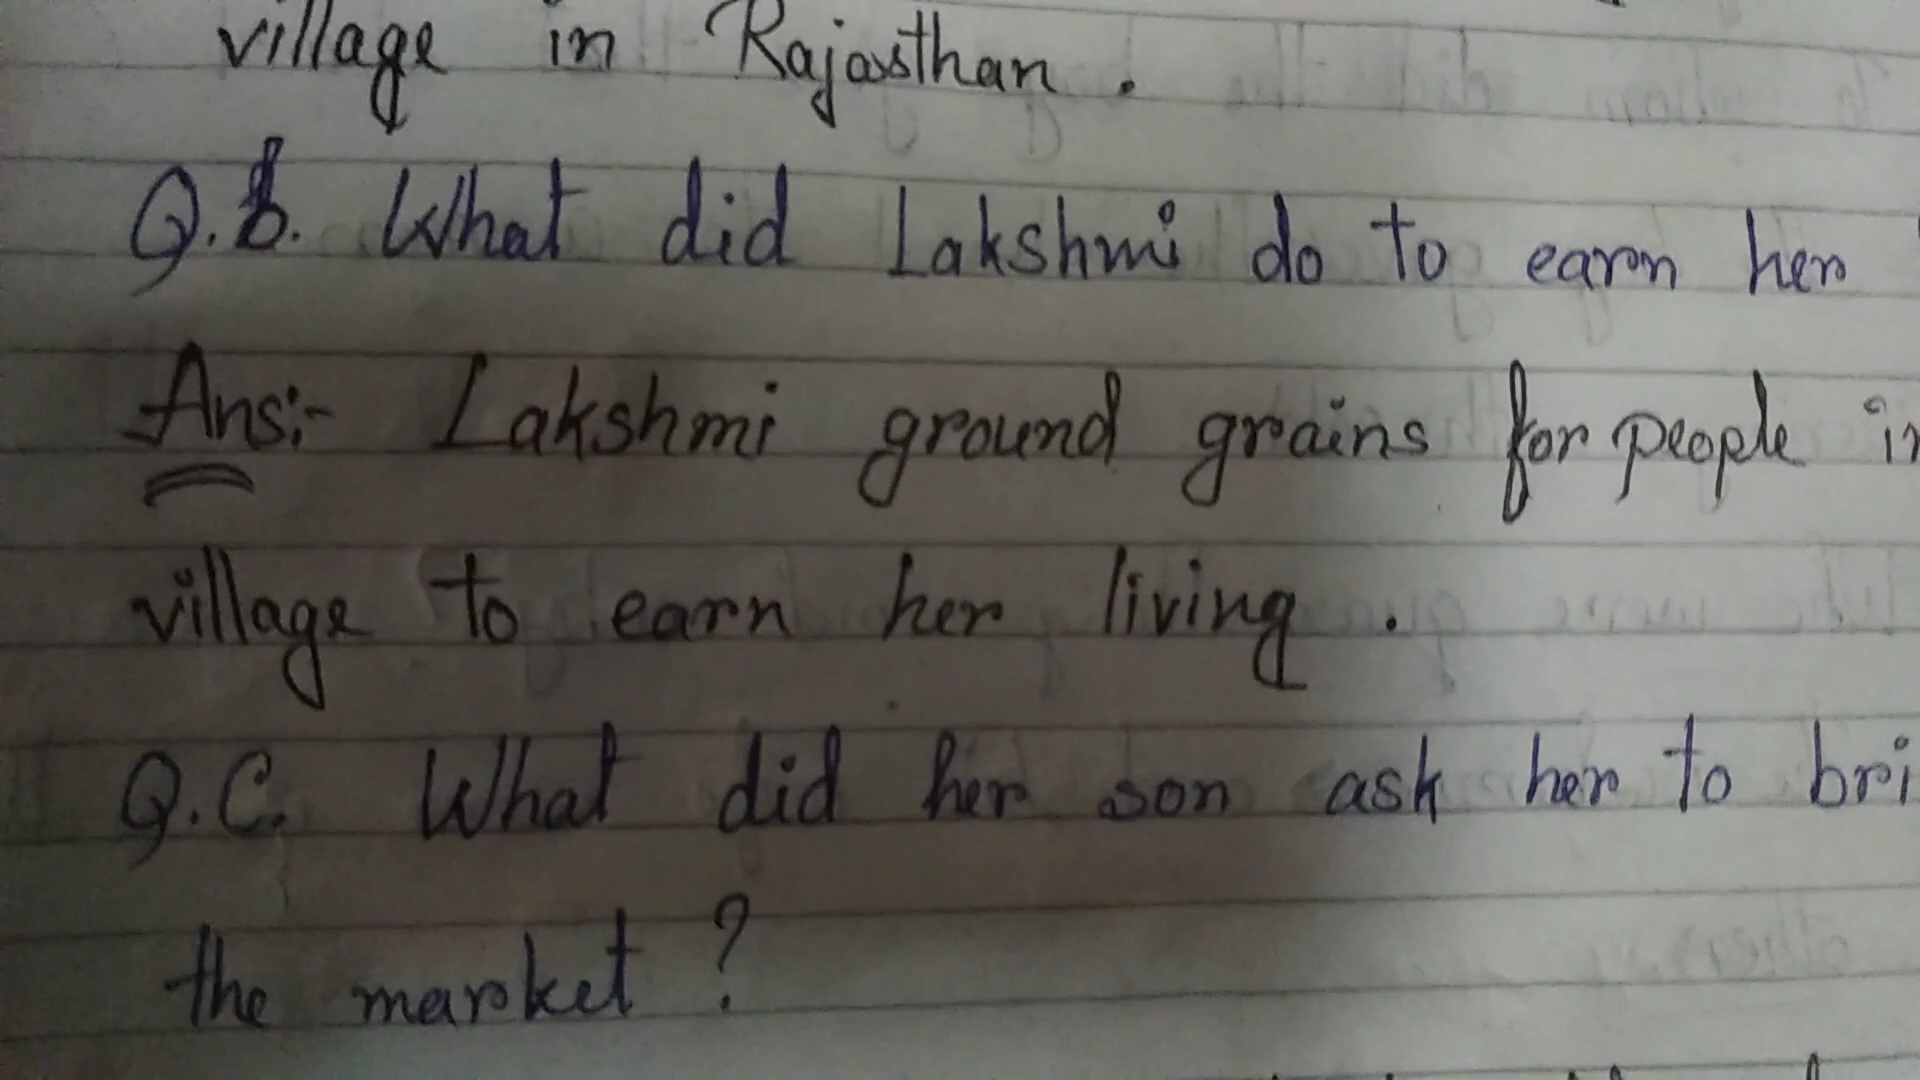 village in Rajasthan.
Q.b. What did Lakshmi do to earn her
Ans:- Lakshmi ground grains for people in
village to earn her living.
Q.C. What did her son ask her to bri
the market?